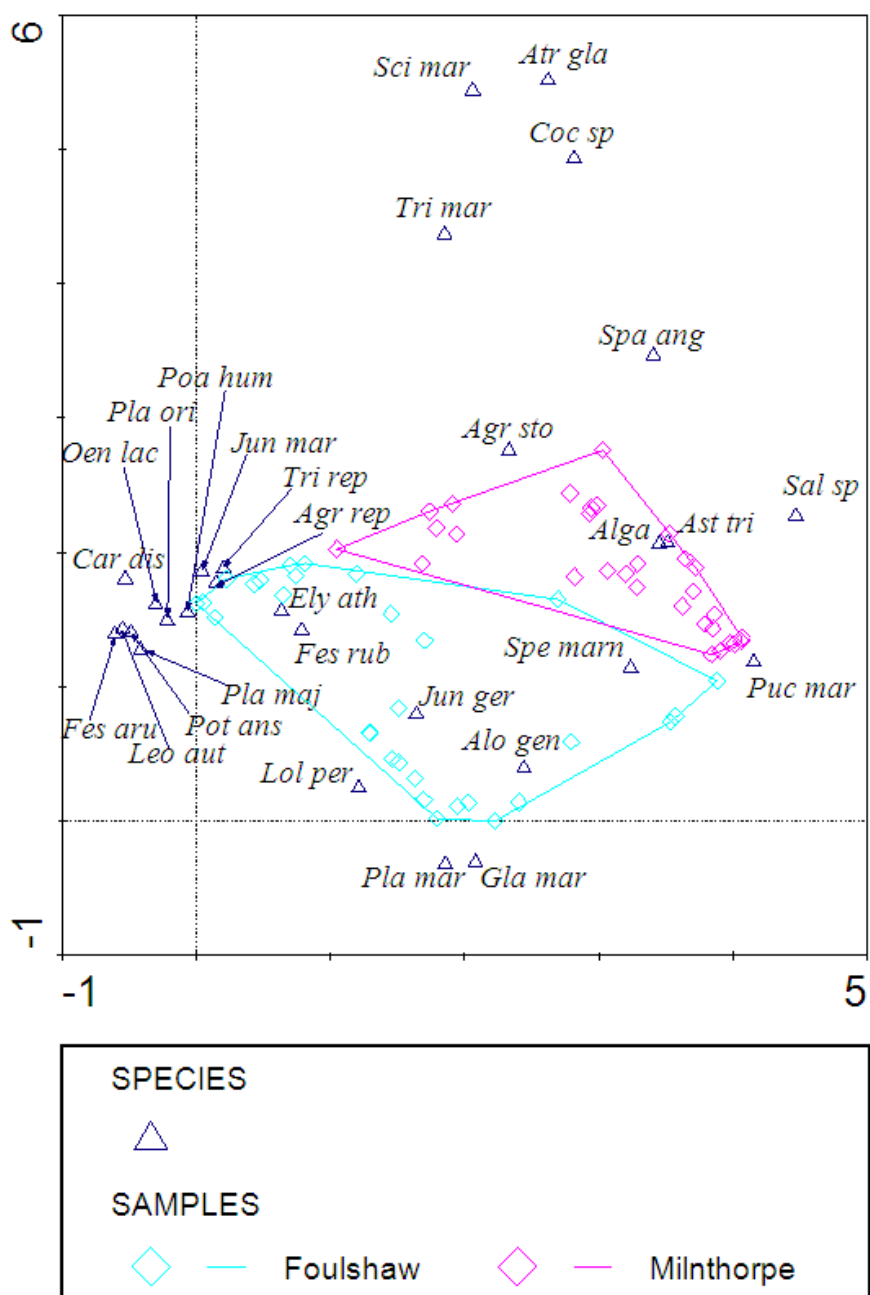 6
Atr gla
Sci mar
Coc sp
Tri mar
Spa ang
Poa hum
Pla ori
Agr sto
Jun mar
Oen lac
Tri rep
Sal sp
Agr rep
Alga
Ast tri
Car dis
Ely ath
Fes rub
Spe marn
Puc mar
Pla maj
Jun ger
Pot ans
Fes aru
Leo aut
Alo gen
Lol per
Pla mar
Gla mar
-1
-1
5
SPECIES
SAMPLES
Foulshaw
Milnthorpe